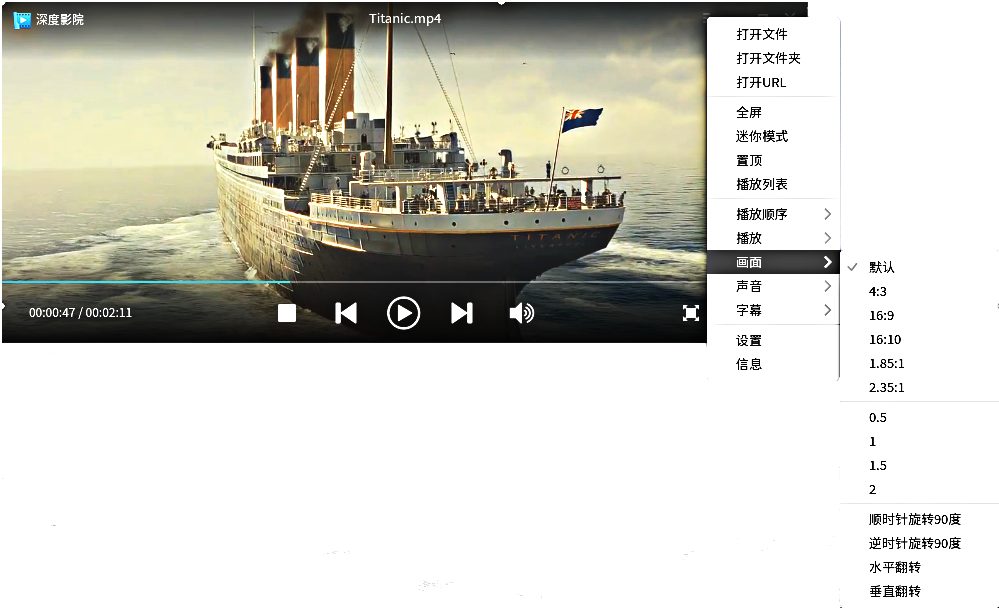 深度影院
Titanic.mp4
打开文件
打开文件夹
打开URL
全屏
迷你模式
置顶
播放列表
播放顺序
播放
画面
声音
字幕
设置
信息
默认
4:3
16:9
16:10
1.85:1
2.35:1
0.5
1
1.5
2
顺时针旋转90度
逆时针旋转90度
水平翻转
垂直翻转
TITANIC
00:00:47 / 00:02:11